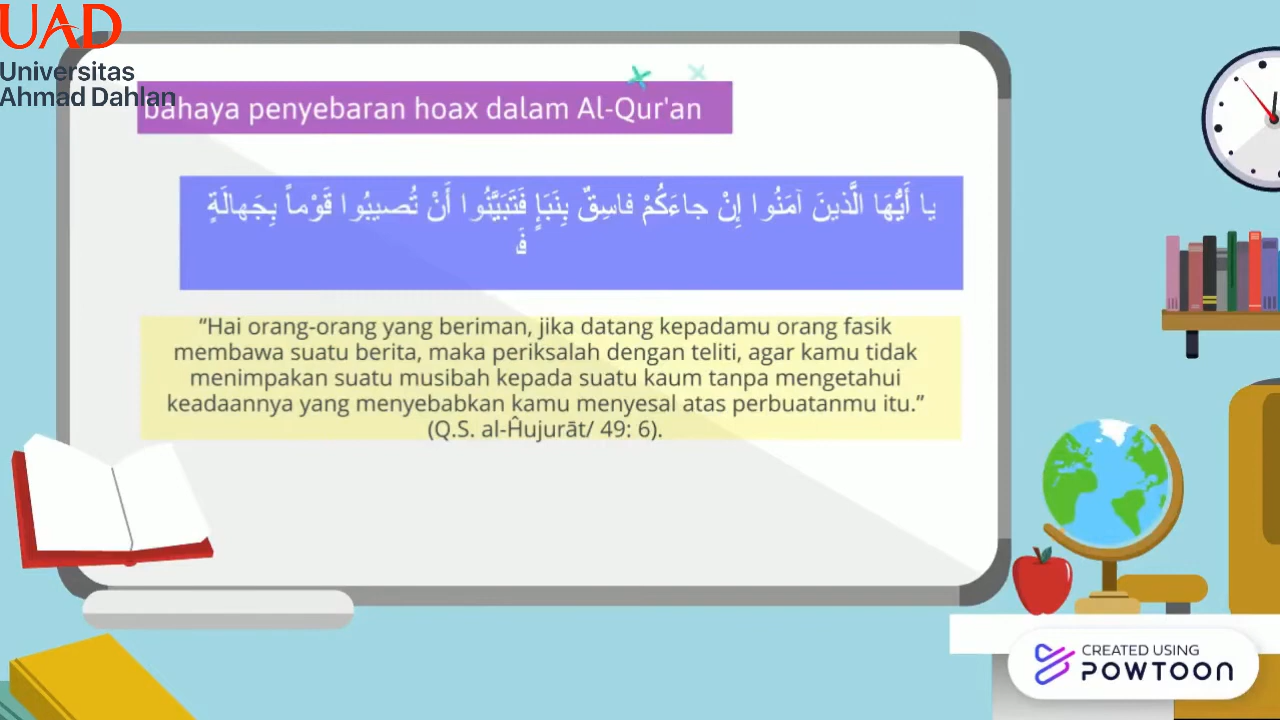 UAD
Universitas
Ahmad Dahlan
bahaya penyebaran hoax dalam Al-Qur'an
يا أَيُّهَا الَّذينَ آمَنُوا إِنْ جاءَكُمْ فاسِقٌ بِنَبَإٍ فَتَبَيَّنُوا أَنْ تُصيبُوا قَوْماً بِجَهالَةٍ
فَ
“Hai orang-orang yang beriman, jika datang kepadamu orang fasik
membawa suatu berita, maka periksalah dengan teliti, agar kamu tidak
menimpakan suatu musibah kepada suatu kaum tanpa mengetahui
keadaannya yang menyebabkan kamu menyesal atas perbuatanmu itu.”
(Q.S. al-Ĥujurāt/ 49: 6).
CREATED USING
POWTOON